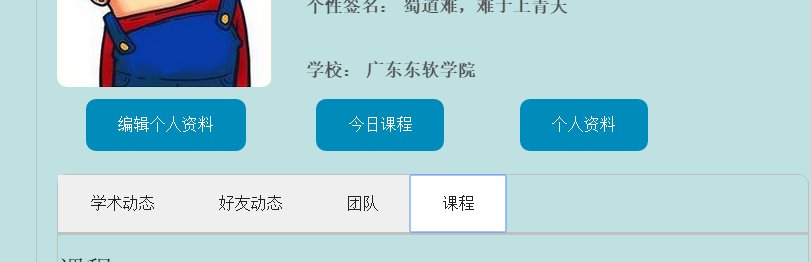 个性签名： 蜀道难，难于上青天
学校： 广东东软学院
编辑个人资料 今日课程 个人资料
学术动态 好友动态 团队 课程
课程